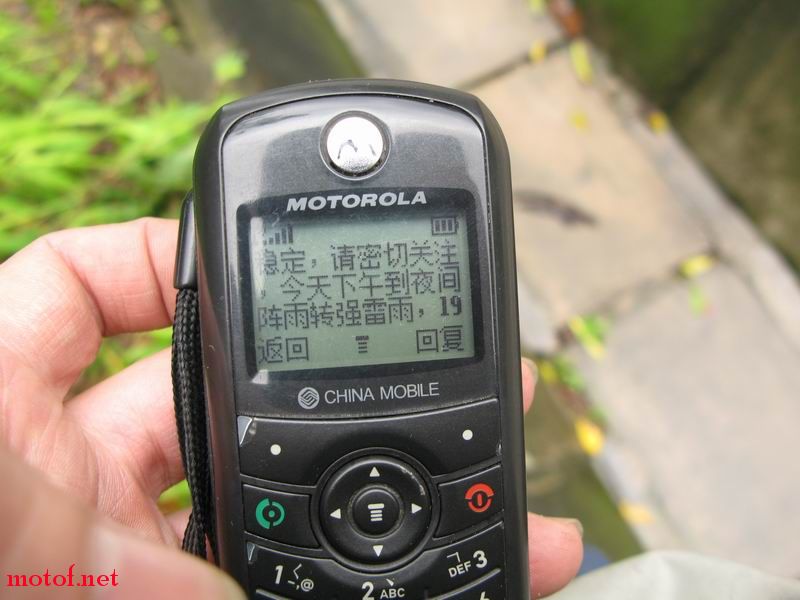 MOTOROLA
稳定，请密切关注
，今天下午到夜间
阵雨转强雷雨，19
返回 回复
CHINA MOBILE
1 @
2 ABC
DEF 3
motof.net